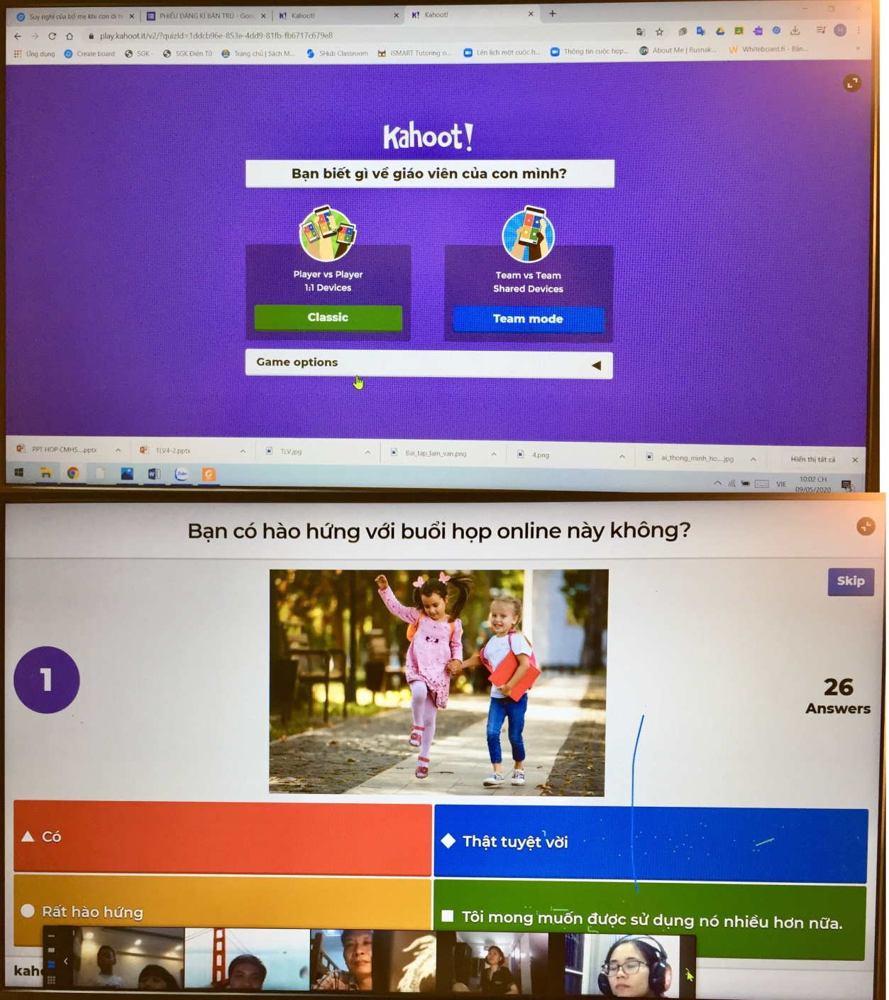 Suy nghĩ của bố mẹ khi con đi h
PHIẾU ĐĂNG KÍ BÁN TRÚ - Goo
K! Kahoot!
K! Kahoot!
play.kahoot.it/v2/?quizId=1ddcb96e-853e-4dd9-81fb-fb6717c679e8
Ứng dụng
Create board
SGK -
SGK Điện Tử
Trang chủ | Sách M...
SHub Classroom
iSMART Tutoring o...
Lên lịch một cuộc h...
Thông tin cuộc họp...
About Me | Rusnak...
Whiteboard.fi - Bản...
Kahoot!
Bạn biết gì về giáo viên của con mình?
Player vs Player
1:1 Devices
Classic
Team vs Team
Shared Devices
Team mode
Game options
PPT HOP CMHS....pptx
TLV4-2.pptx
TLV.jpg
Bai_tap_lam_van.png
4.png
ai_thong_minh_ho....jpg
Hiển thị tất cả
Zalo
VIE
10:02 CH
09/05/2020
Bạn có hào hứng với buổi họp online này không?
Skip
1
26
Answers
Có
Thật tuyệt vời
Rất hào hứng
Tôi mong muốn được sử dụng nó nhiều hơn nữa.
kaho